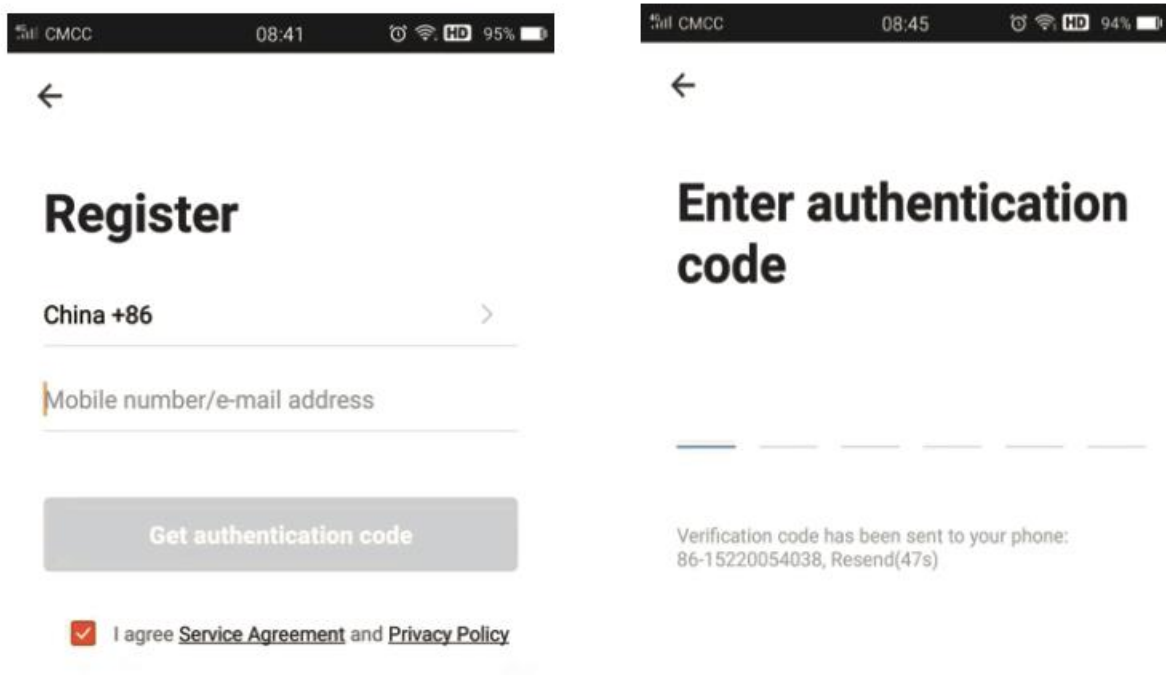 CMCC 08:41 HD 95%
Register
China +86
Mobile number/e-mail address
Get authentication code
I agree Service Agreement and Privacy Policy
CMCC 08:45 HD 94%
Enter authentication
code
Verification code has been sent to your phone:
86-15220054038, Resend(47s)